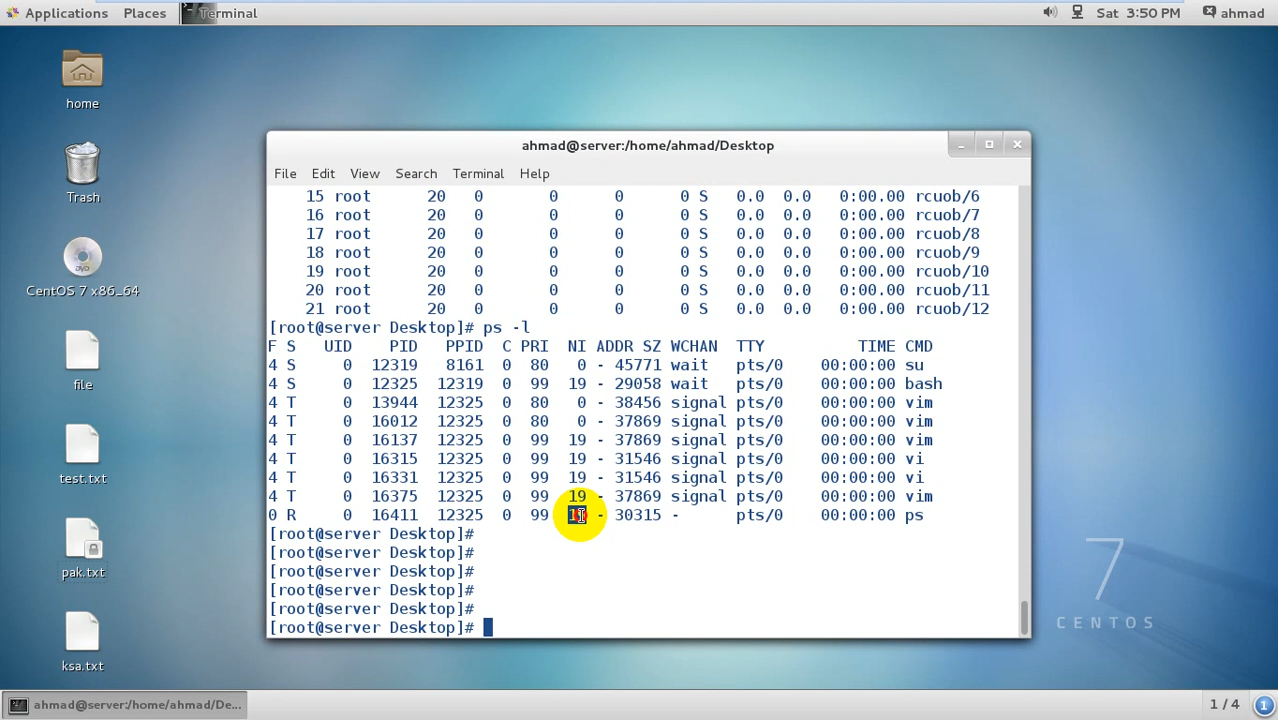 Applications Places Terminal Sat 3:50 PM ahmad
home
Trash
CentOS 7 x86_64
file
test.txt
pak.txt
ksa.txt
ahmad@server:/home/ahmad/Desktop
File Edit View Search Terminal Help
15 root 20 0 0 0 0 S 0.0 0.0 0:00.00 rcuob/6
16 root 20 0 0 0 0 S 0.0 0.0 0:00.00 rcuob/7
17 root 20 0 0 0 0 S 0.0 0.0 0:00.00 rcuob/8
18 root 20 0 0 0 0 S 0.0 0.0 0:00.00 rcuob/9
19 root 20 0 0 0 0 S 0.0 0.0 0:00.00 rcuob/10
20 root 20 0 0 0 0 S 0.0 0.0 0:00.00 rcuob/11
21 root 20 0 0 0 0 S 0.0 0.0 0:00.00 rcuob/12
[root@server Desktop]# ps -l
F S UID PID PPID C PRI NI ADDR SZ WCHAN TTY TIME CMD
4 S 0 12319 8161 0 80 0 - 45771 wait pts/0 00:00:00 su
4 S 0 12325 12319 0 99 19 - 29058 wait pts/0 00:00:00 bash
4 T 0 13944 12325 0 80 0 - 38456 signal pts/0 00:00:00 vim
4 T 0 16012 12325 0 80 0 - 37869 signal pts/0 00:00:00 vim
4 T 0 16137 12325 0 99 19 - 37869 signal pts/0 00:00:00 vim
4 T 0 16315 12325 0 99 19 - 31546 signal pts/0 00:00:00 vi
4 T 0 16331 12325 0 99 19 - 31546 signal pts/0 00:00:00 vi
4 T 0 16375 12325 0 99 19 - 37869 signal pts/0 00:00:00 vim
0 R 0 16411 12325 0 99 - 30315 - pts/0 00:00:00 ps
[root@server Desktop]#
[root@server Desktop]#
[root@server Desktop]#
[root@server Desktop]#
[root@server Desktop]#
[root@server Desktop]#
7
CENTOS
ahmad@server:/home/ahmad/De...
1 / 4
1